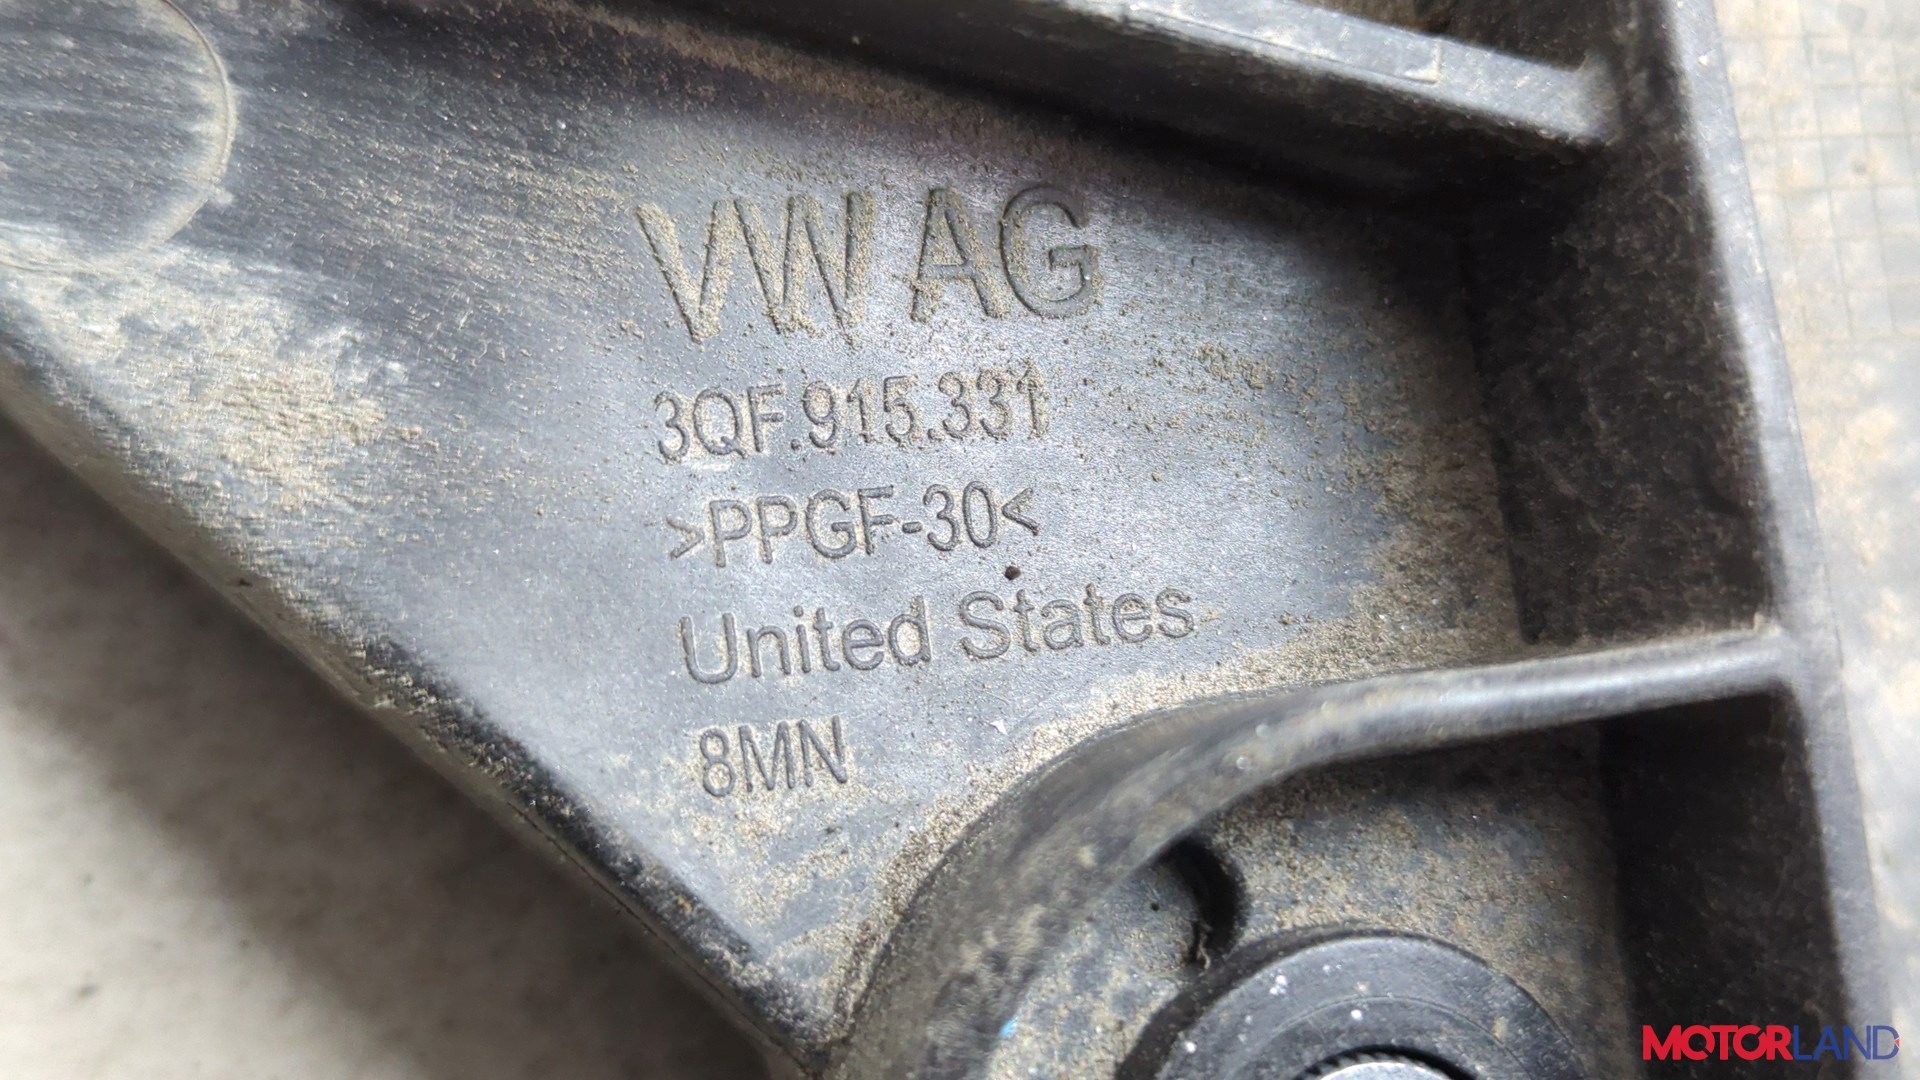 VW AG
3QF.915.331
>PPGF-30<
United States
8MN
MOTORLAND